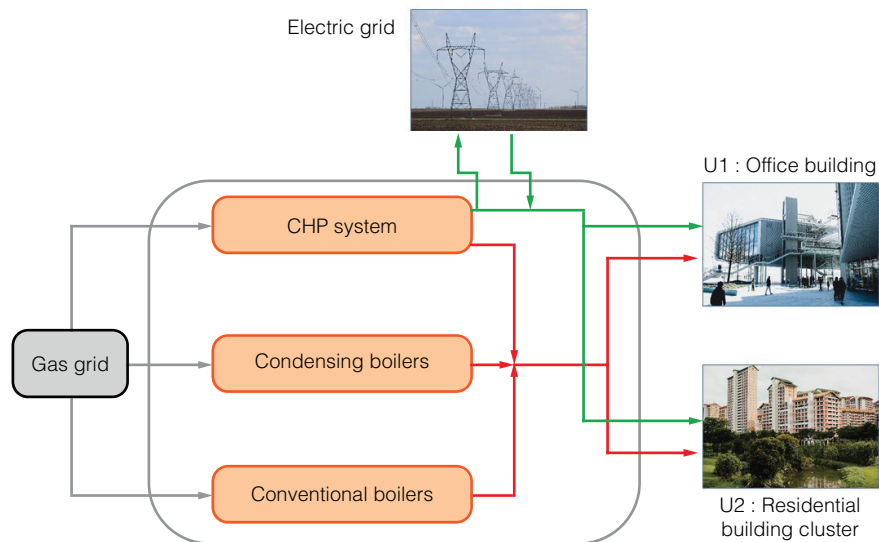 Electric grid
U1 : Office building
CHP system
Gas grid
Condensing boilers
Conventional boilers
U2 : Residential
building cluster